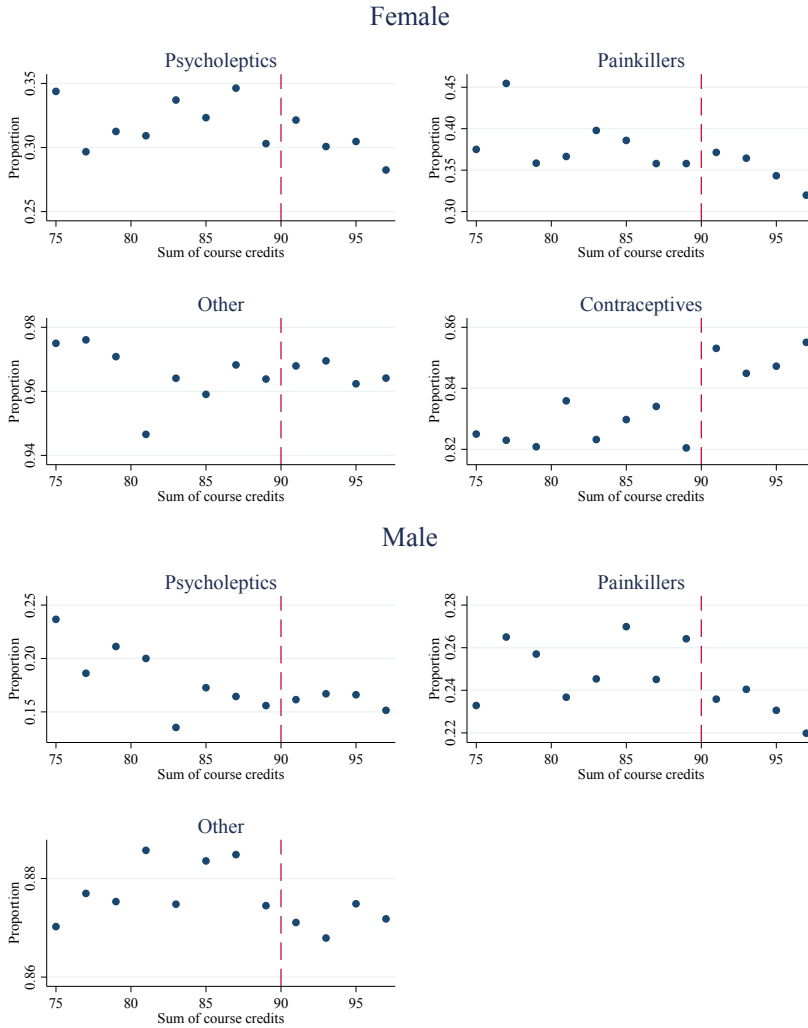 Female
Psycholeptics
Proportion
0.35
0.30
0.25
75 80 85 90 95
Sum of course credits
Painkillers
Proportion
0.45
0.40
0.35
0.30
75 80 85 90 95
Sum of course credits
Other
Proportion
0.98
0.96
0.94
75 80 85 90 95
Sum of course credits
Contraceptives
Proportion
0.86
0.84
0.82
75 80 85 90 95
Sum of course credits
Male
Psycholeptics
Proportion
0.25
0.20
0.15
75 80 85 90 95
Sum of course credits
Painkillers
Proportion
0.28
0.26
0.24
0.22
75 80 85 90 95
Sum of course credits
Other
Proportion
0.88
0.86
75 80 85 90 95
Sum of course credits